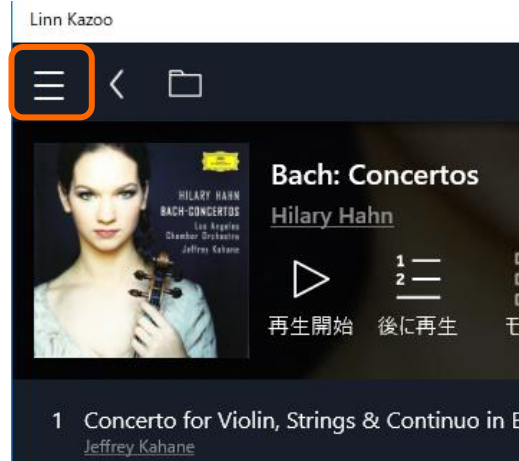 Linn Kazoo
HILARY HAHN
BACH·CONCERTOS
Los Angeles
Chamber Orchestra
Jeffrey Kahane
Bach: Concertos
Hilary Hahn
1
2
再生開始 後に再生 モ
1 Concerto for Violin, Strings & Continuo in E
Jeffrey Kahane